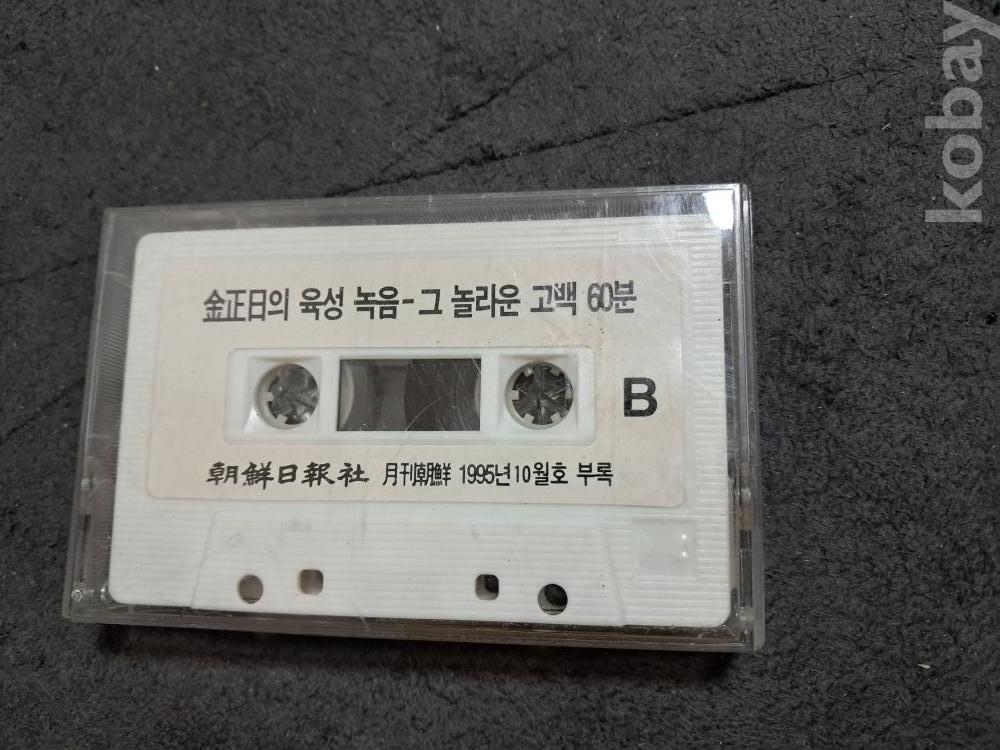 金正日의 육성 녹음-그 놀라운 고백 60분
B
朝鮮日報社 月刊朝鮮 1995년10월호 부록
kobay